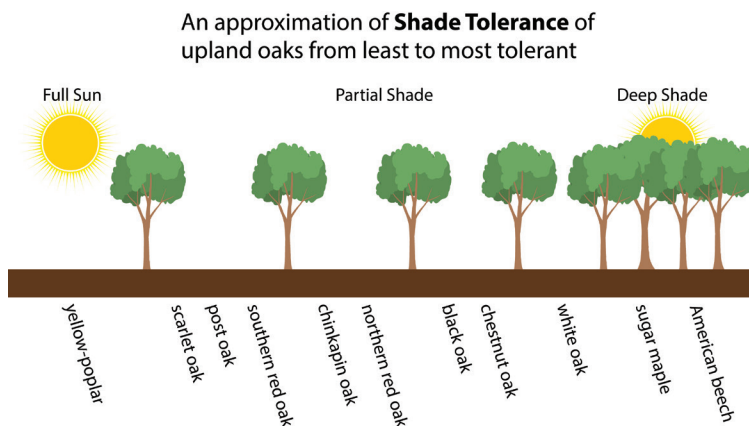 An approximation of Shade Tolerance of
upland oaks from least to most tolerant
Full Sun
Partial Shade
Deep Shade
yellow-poplar
scarlet oak
post oak
southern red oak
chinkapin oak
northern red oak
black oak
chestnut oak
white oak
sugar maple
American beech